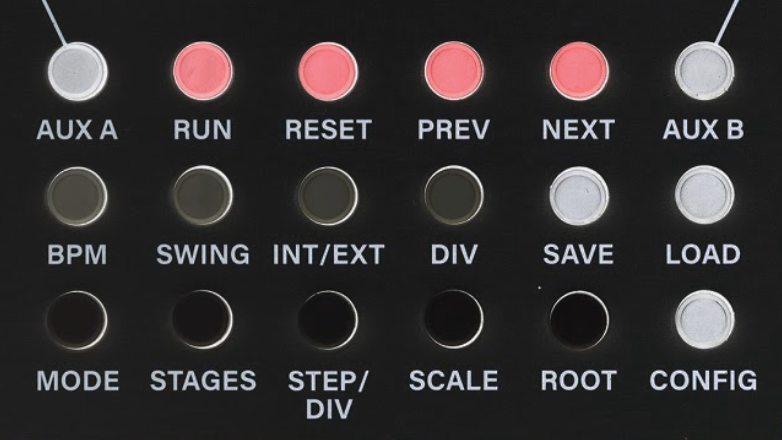 AUX A RUN RESET PREV NEXT AUX B
BPM SWING INT/EXT DIV SAVE LOAD
MODE STAGES STEP/ SCALE ROOT CONFIG
DIV